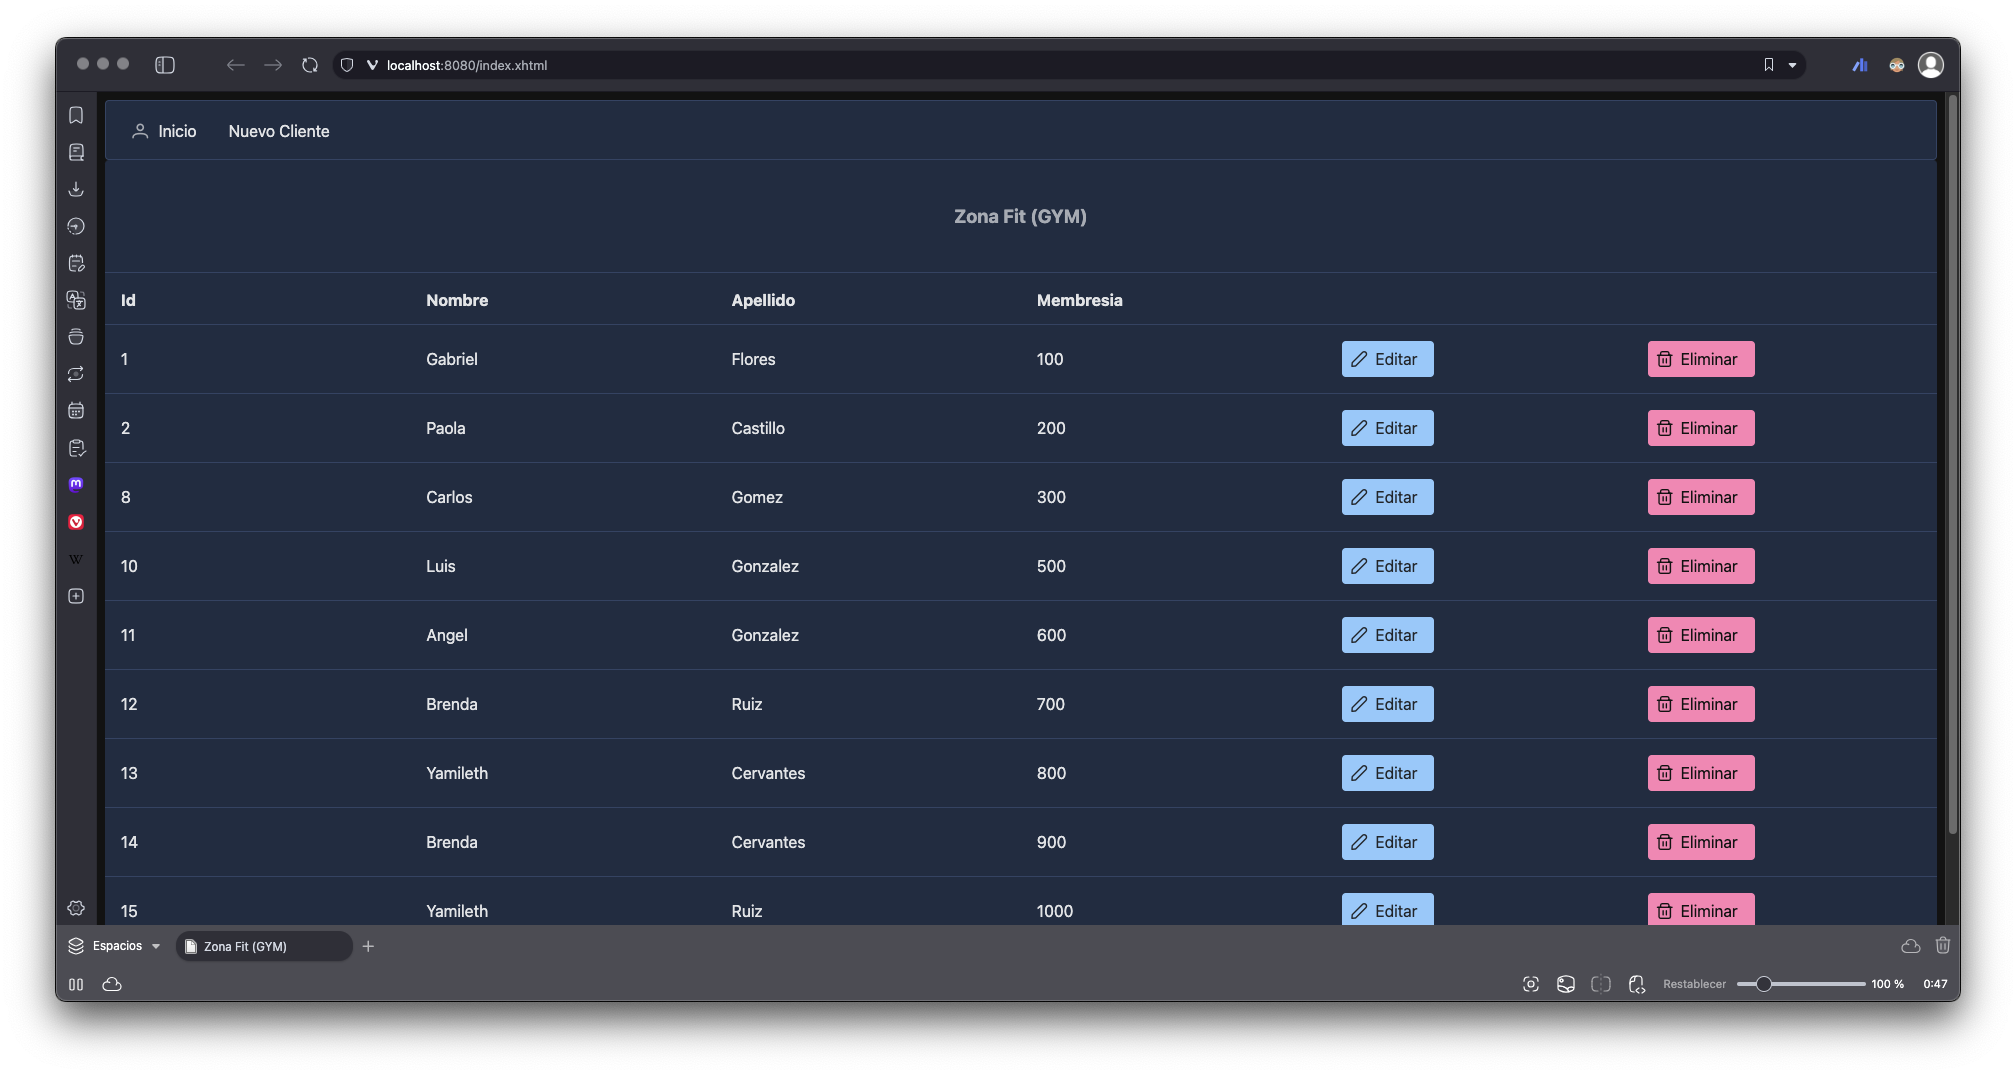 localhost:8080/index.xhtml
Inicio Nuevo Cliente
Zona Fit (GYM)
Id Nombre Apellido Membresia
1 Gabriel Flores 100 Editar Eliminar
2 Paola Castillo 200 Editar Eliminar
8 Carlos Gomez 300 Editar Eliminar
10 Luis Gonzalez 500 Editar Eliminar
11 Angel Gonzalez 600 Editar Eliminar
12 Brenda Ruiz 700 Editar Eliminar
13 Yamileth Cervantes 800 Editar Eliminar
14 Brenda Cervantes 900 Editar Eliminar
15 Yamileth Ruiz 1000 Editar Eliminar
Espacios Zona Fit (GYM)
Restablecer 100 % 0:47